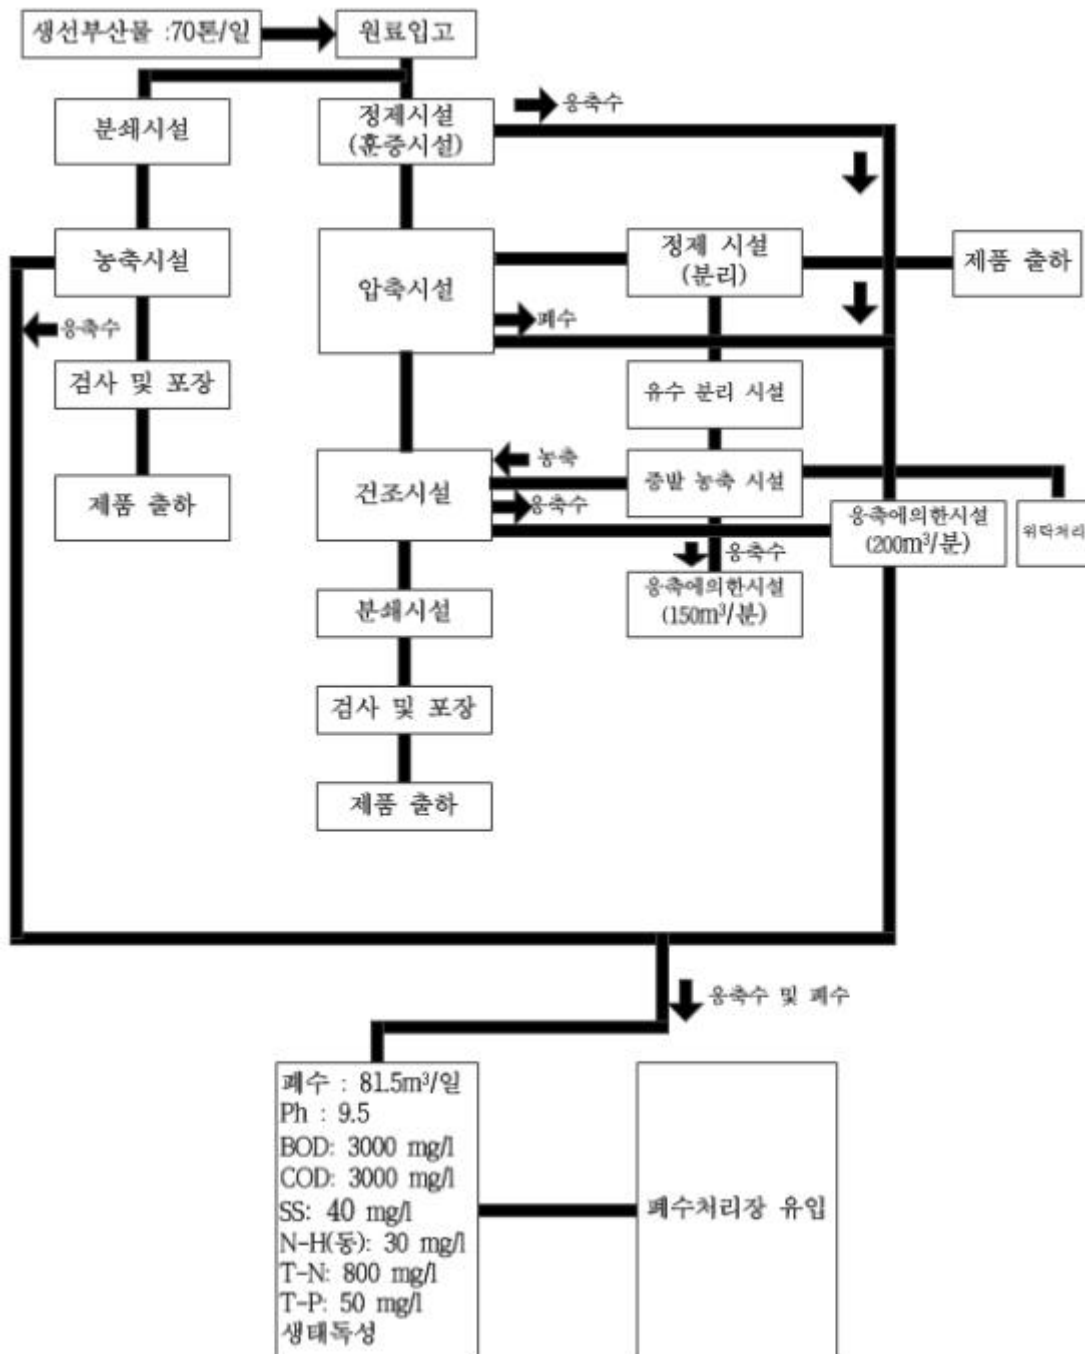 생선부산물 :70톤/일
원료입고
분쇄시설
정제시설
(훈증시설)
응축수
농축시설
압축시설
정제 시설
(분리)
제품 출하
응축수
폐수
검사 및 포장
유수 분리 시설
제품 출하
건조시설
농축
응축수
증발 농축 시설
응축에의한시설
(200m³/분)
위탁처리
응축수
분쇄시설
응축에의한시설
(150m³/분)
검사 및 포장
제품 출하
응축수 및 폐수
폐수 : 81.5m³/일
Ph : 9.5
BOD: 3000 mg/l
COD: 3000 mg/l
SS: 40 mg/l
N-H(동): 30 mg/l
T-N: 800 mg/l
T-P: 50 mg/l
생태독성
폐수처리장 유입